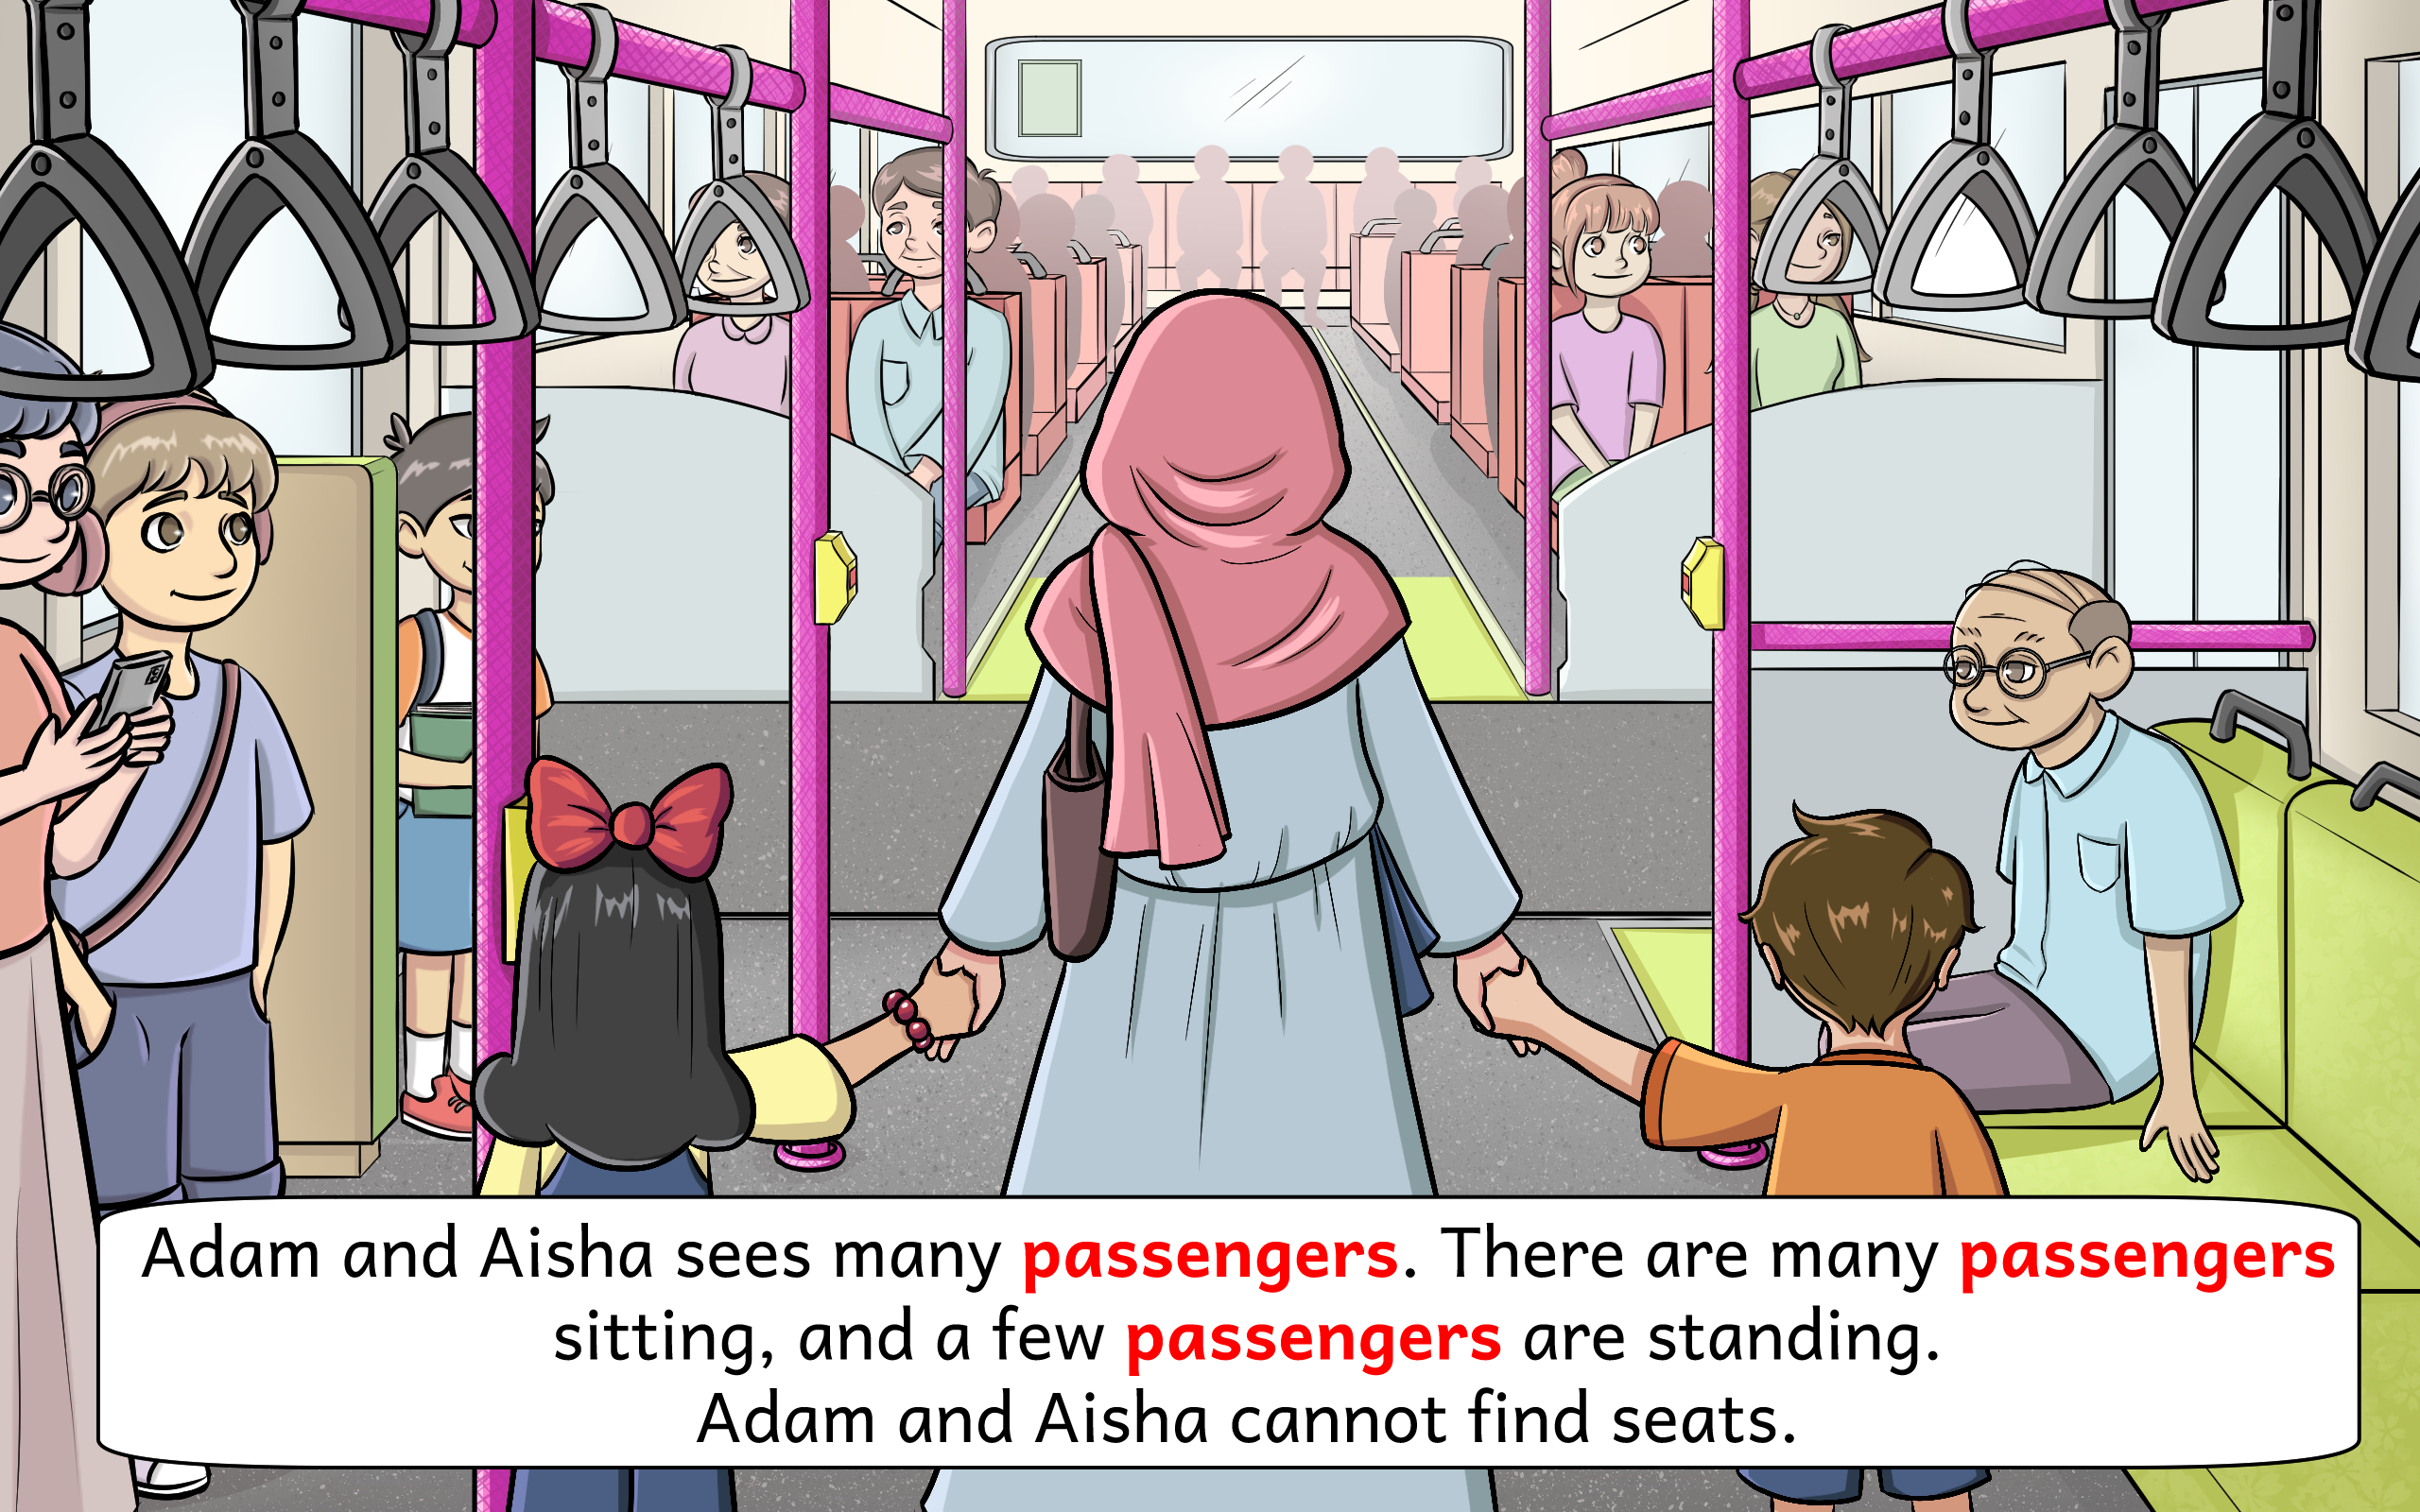 Adam and Aisha sees many passengers. There are many passengers
sitting, and a few passengers are standing.
Adam and Aisha cannot find seats.